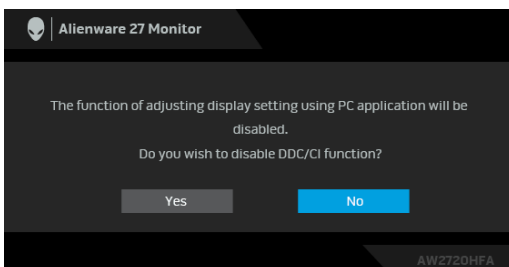 Alienware 27 Monitor
The function of adjusting display setting using PC application will be
disabled.
Do you wish to disable DDC/CI function?
Yes No
AW2720HFA